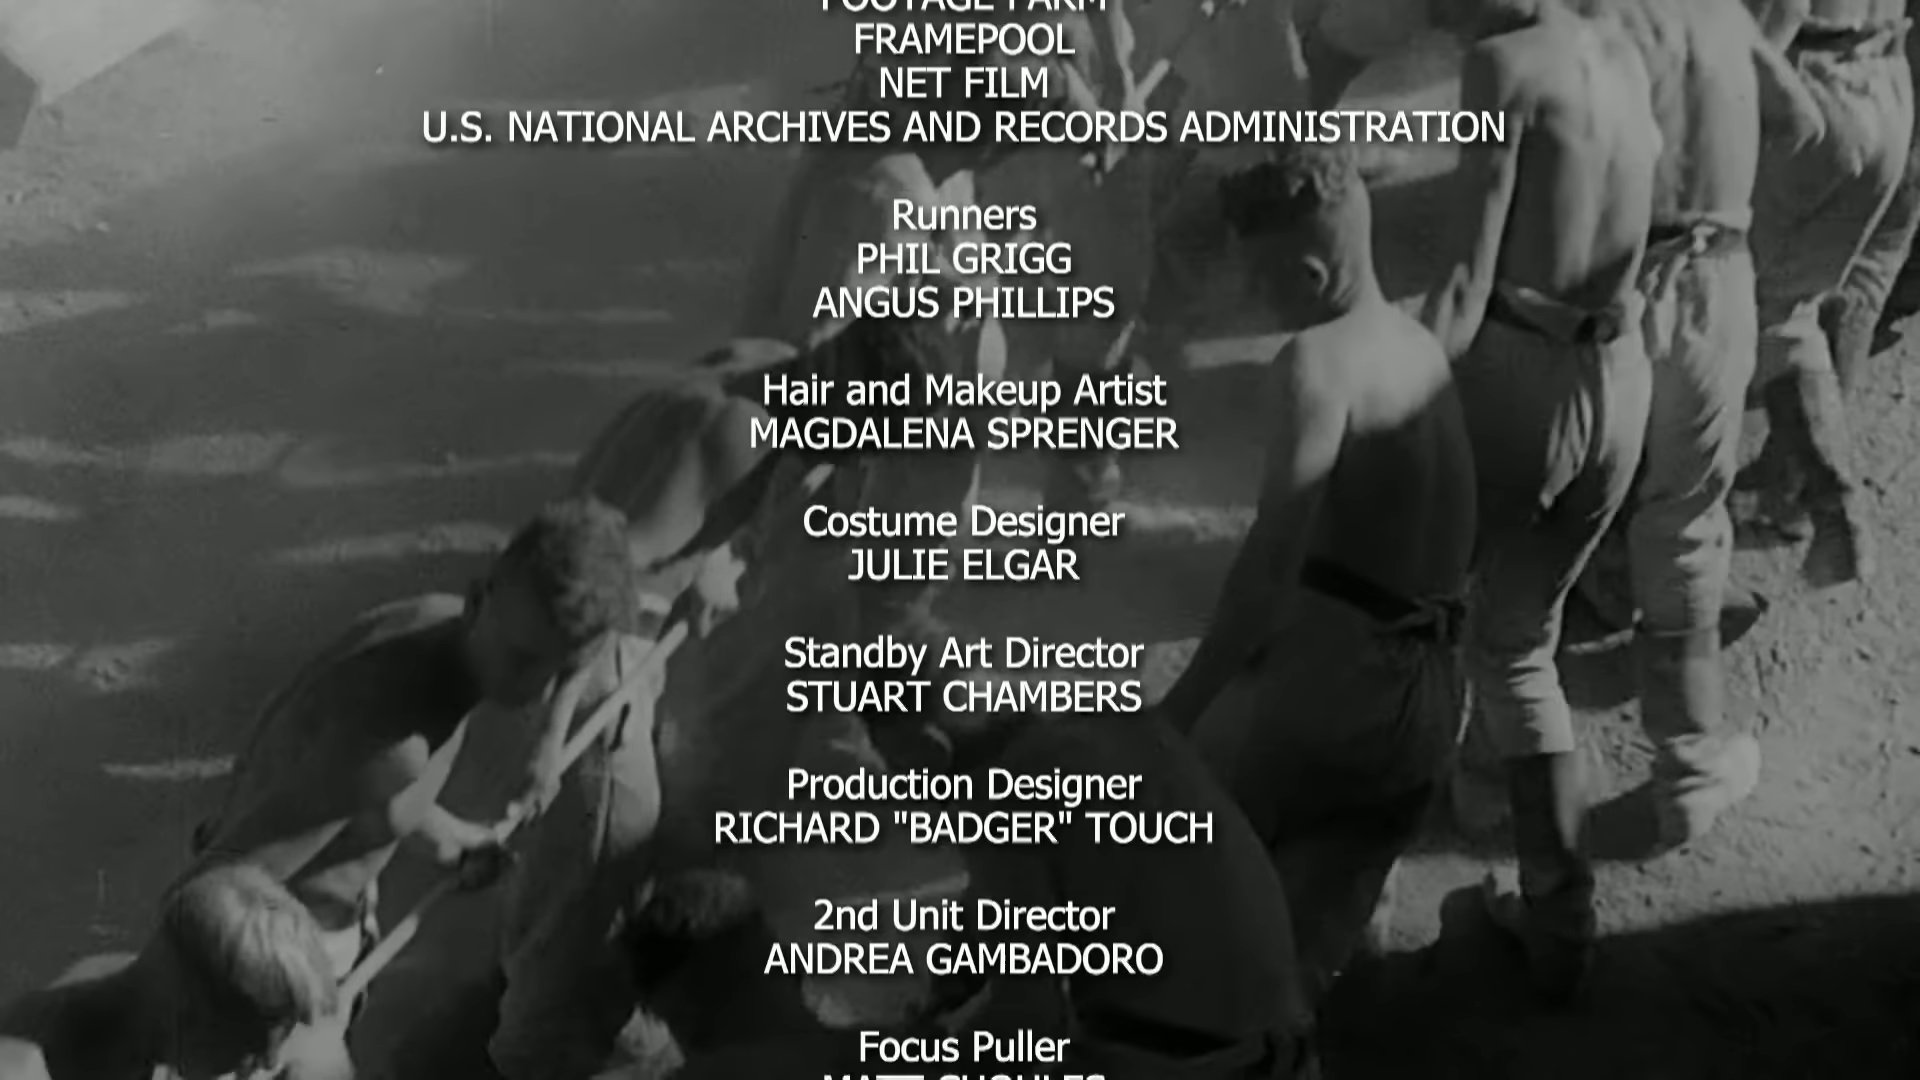 FOOTAGE FARM
FRAMEPOOL
NET FILM
U.S. NATIONAL ARCHIVES AND RECORDS ADMINISTRATION
Runners
PHIL GRIGG
ANGUS PHILLIPS
Hair and Makeup Artist
MAGDALENA SPRENGER
Costume Designer
JULIE ELGAR
Standby Art Director
STUART CHAMBERS
Production Designer
RICHARD "BADGER" TOUCH
2nd Unit Director
ANDREA GAMBADORO
Focus Puller